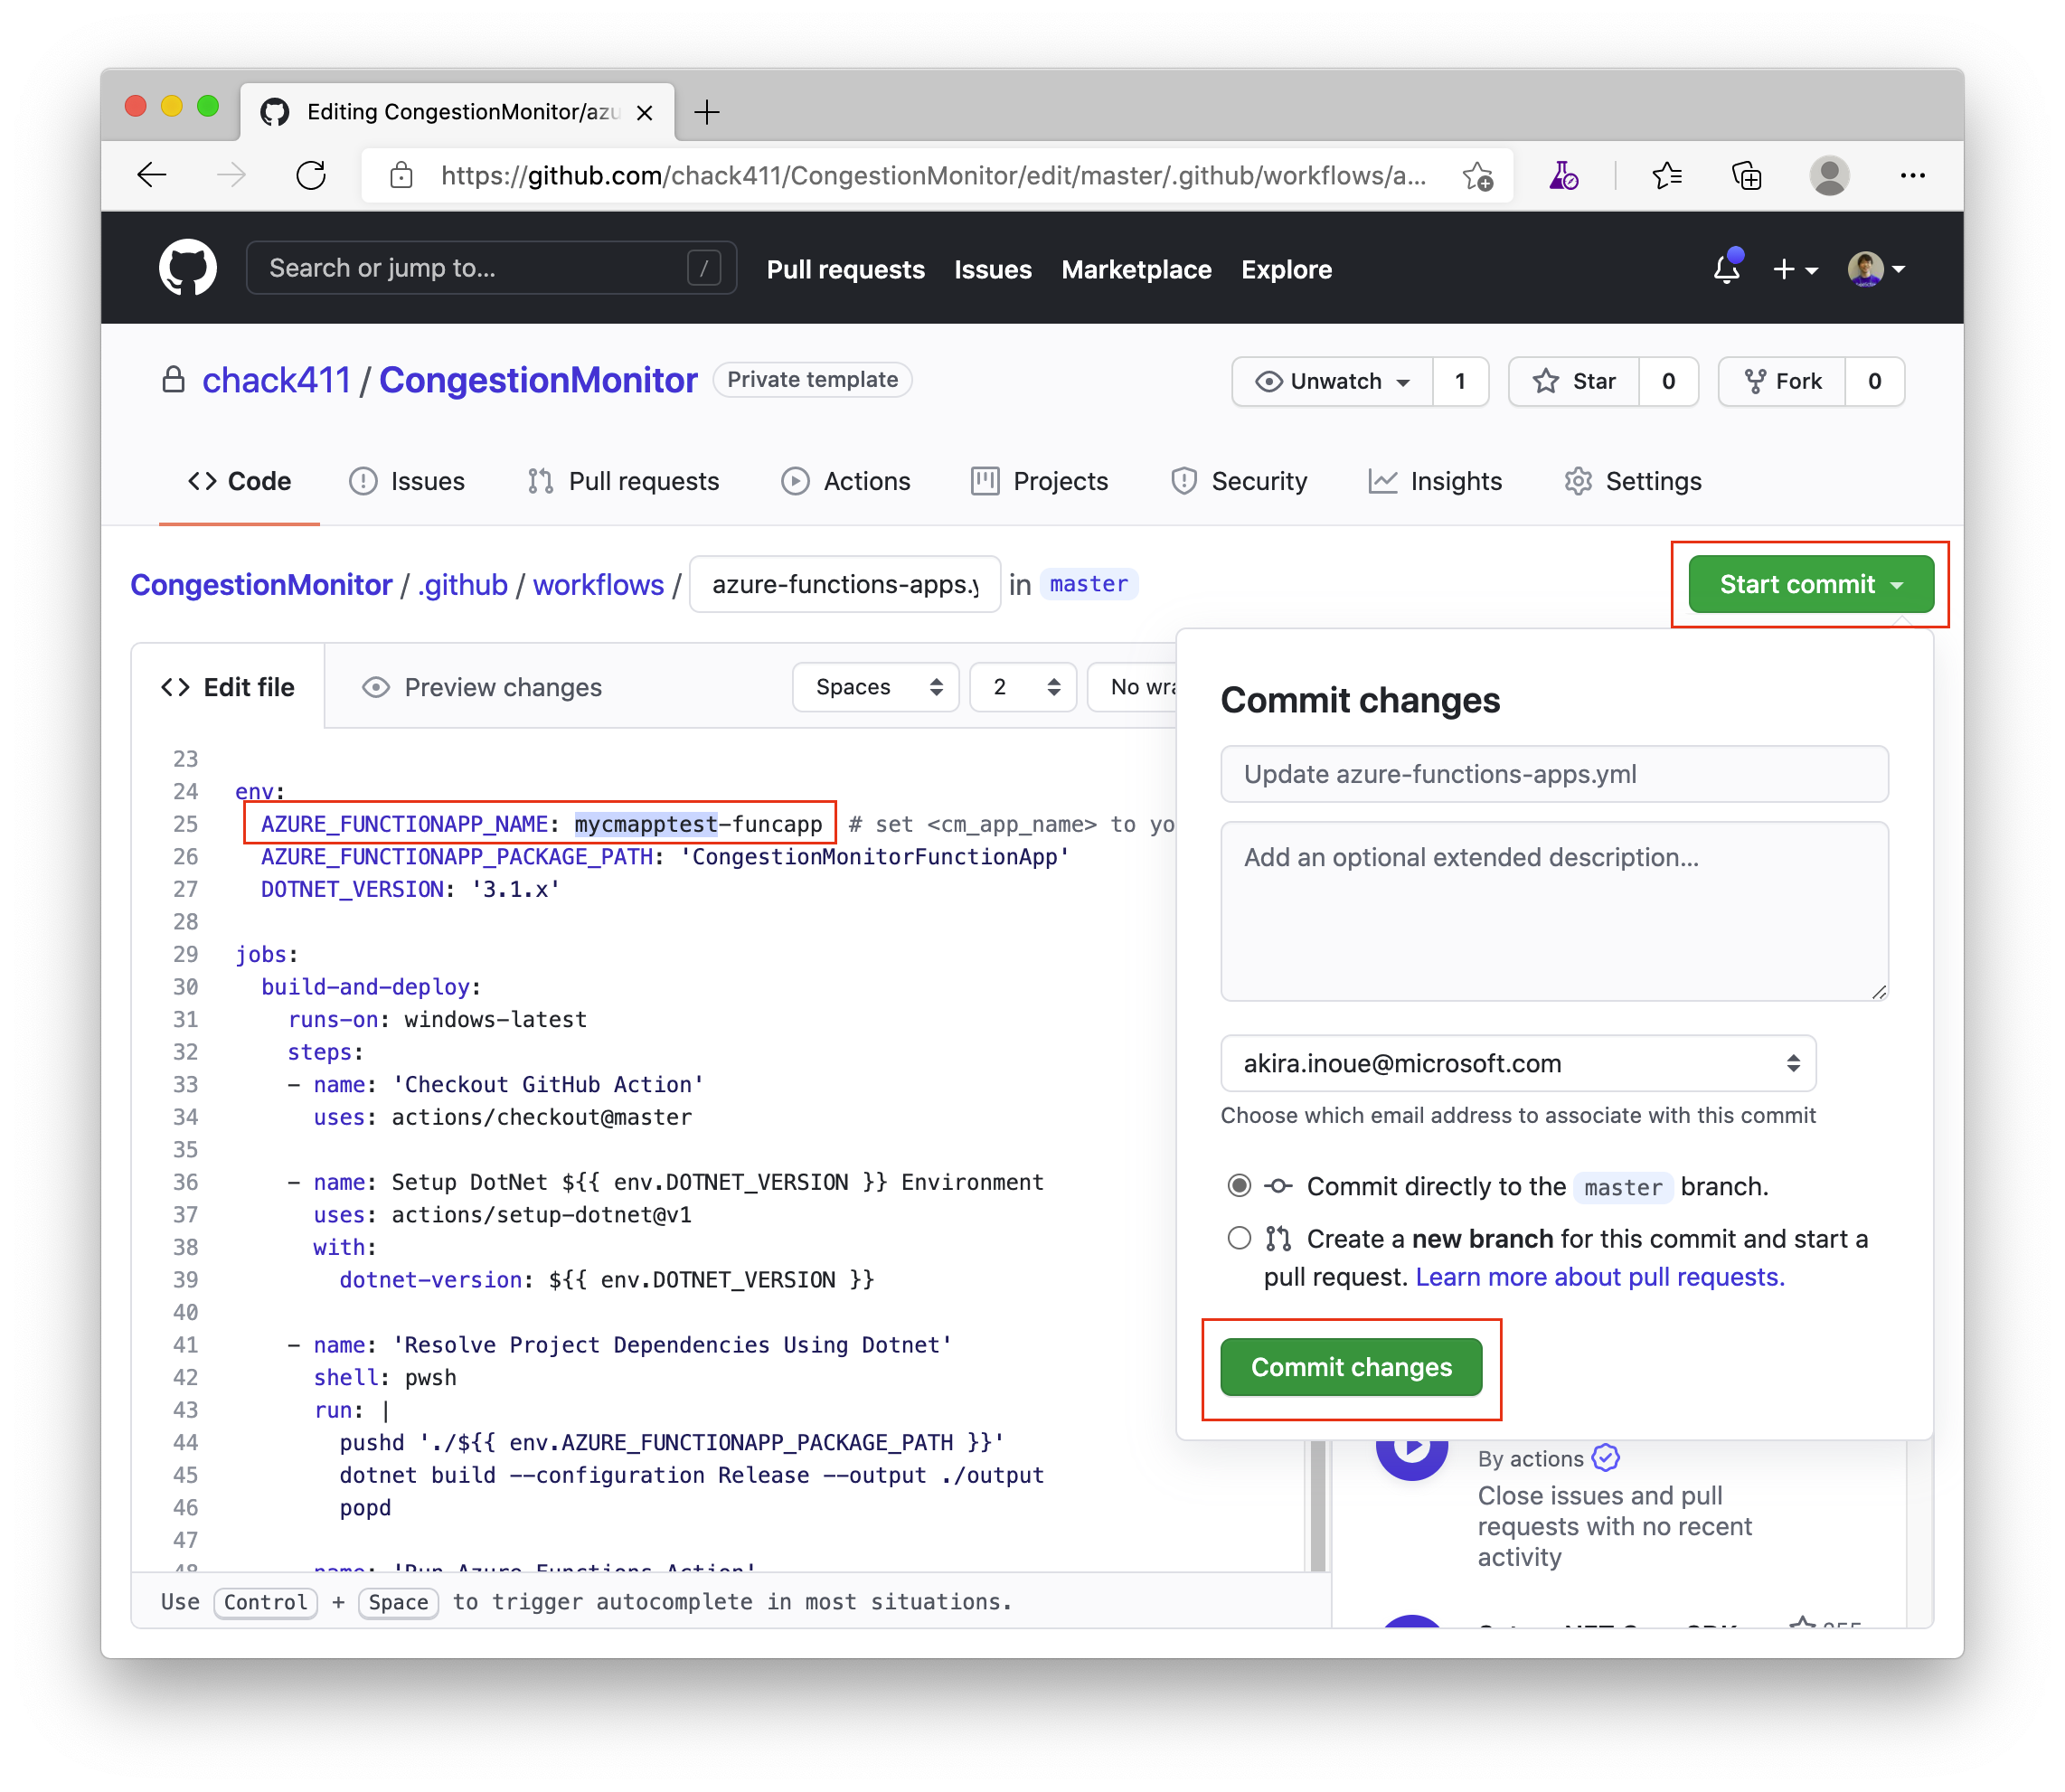 Editing CongestionMonitor/azu
https://github.com/chack411/CongestionMonitor/edit/master/.github/workflows/a...
Search or jump to... /
Pull requests Issues Marketplace Explore
chack411 / CongestionMonitor Private template
Unwatch 1 Star 0 Fork 0
Code Issues Pull requests Actions Projects Security Insights Settings
CongestionMonitor / .github / workflows / azure-functions-apps.y in master
Start commit
Edit file Preview changes Spaces 2 No wra
23
24 env:
25 AZURE_FUNCTIONAPP_NAME: mycmapptest-funcapp # set <cm_app_name> to yo
26 AZURE_FUNCTIONAPP_PACKAGE_PATH: 'CongestionMonitorFunctionApp'
27 DOTNET_VERSION: '3.1.x'
28
29 jobs:
30 build-and-deploy:
31 runs-on: windows-latest
32 steps:
33 - name: 'Checkout GitHub Action'
34 uses: actions/checkout@master
35
36 - name: Setup DotNet ${{ env.DOTNET_VERSION }} Environment
37 uses: actions/setup-dotnet@v1
38 with:
39 dotnet-version: ${{ env.DOTNET_VERSION }}
40
41 - name: 'Resolve Project Dependencies Using Dotnet'
42 shell: pwsh
43 run: |
44 pushd './${{ env.AZURE_FUNCTIONAPP_PACKAGE_PATH }}'
45 dotnet build --configuration Release --output ./output
46 popd
47
48 name: 'Run Azure Functions Action'
Use Control + Space to trigger autocomplete in most situations.
Commit changes
Update azure-functions-apps.yml
Add an optional extended description...
akira.inoue@microsoft.com
Choose which email address to associate with this commit
Commit directly to the master branch.
Create a new branch for this commit and start a
pull request. Learn more about pull requests.
Commit changes
By actions
Close issues and pull
requests with no recent
activity